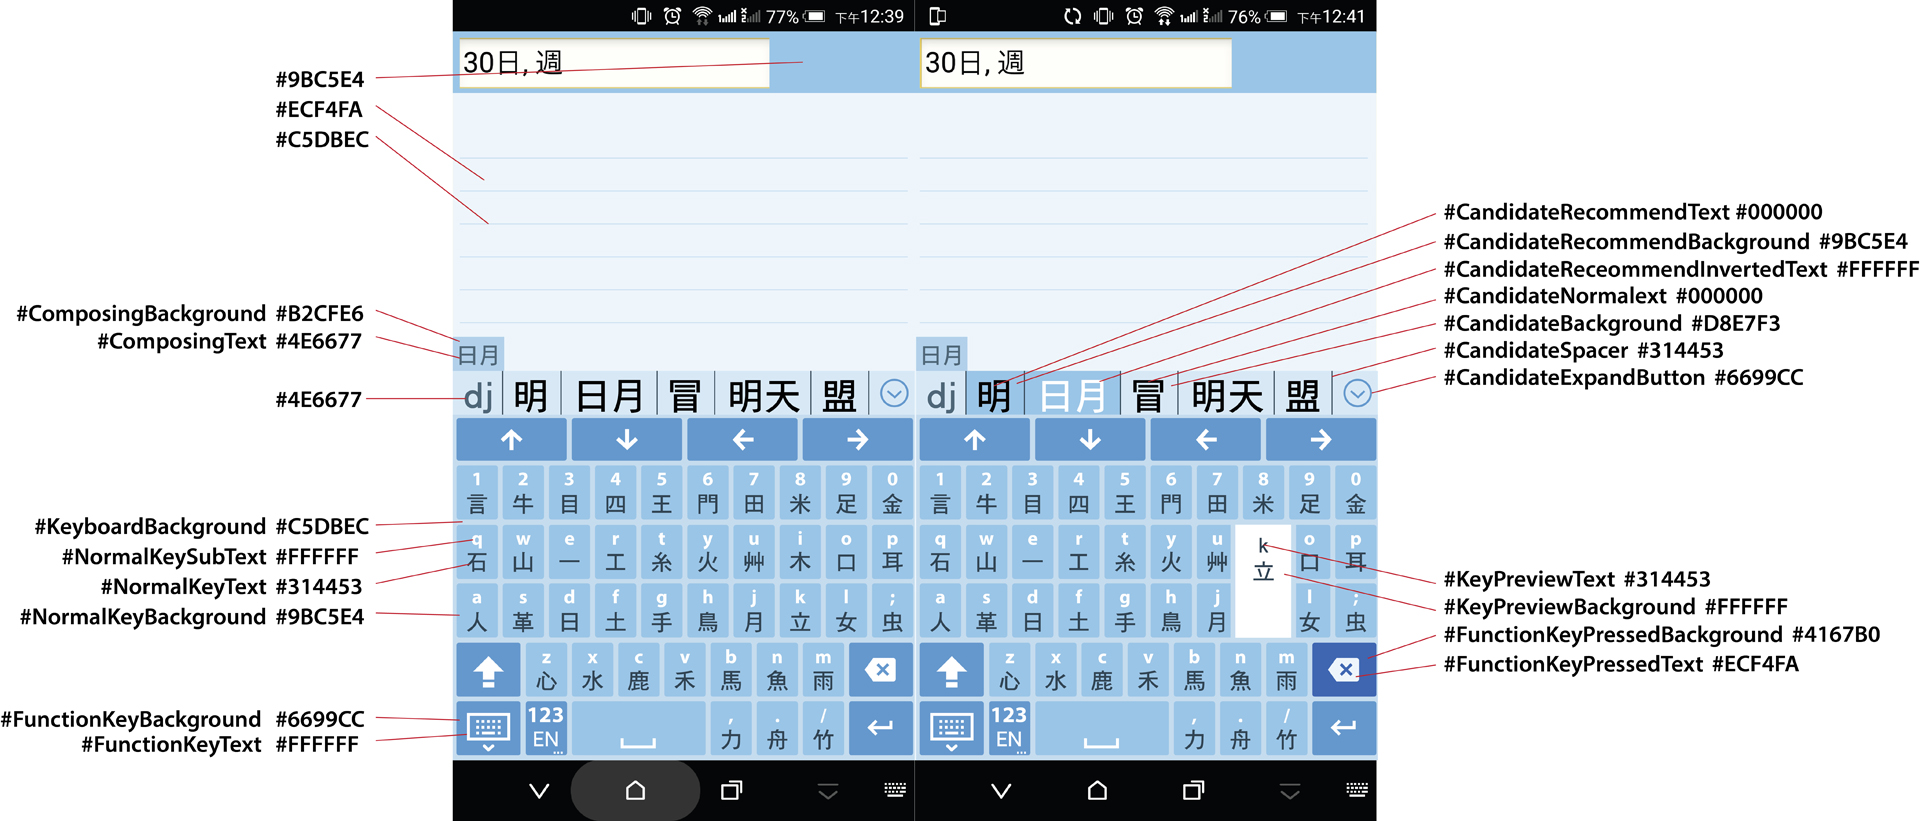 77% 下午12:39
76% 下午12:41
30日, 週
30日, 週
#9BC5E4
#ECF4FA
#C5DBEC
#ComposingBackground #B2CFE6
#ComposingText #4E6677
#4E6677
#KeyboardBackground #C5DBEC
#NormalKeySubText #FFFFFF
#NormalKeyText #314453
#NormalKeyBackground #9BC5E4
#FunctionKeyBackground #6699CC
#FunctionKeyText #FFFFFF
日月
dj 明 日月 冒 明天 盟
1 2 3 4 5 6 7 8 9 0
言 牛 目 四 王 門 田 米 足 金
q w e r t y u i o p
石 山 一 工 糸 火 艸 木 口 耳
a s d f g h j k l ;
人 革 日 土 手 鳥 月 立 女 虫
z x c v b n m
心 水 鹿 禾 馬 魚 雨
123 , . /
EN 力 舟 竹
日月
dj 明 日月 冒 明天 盟
1 2 3 4 5 6 7 8 9 0
言 牛 目 四 王 門 田 米 足 金
q w e r t y u o p
石 山 一 工 糸 火 艸 口 耳
k
立
a s d f g h j l ;
人 革 日 土 手 鳥 月 女 虫
z x c v b n m
心 水 鹿 禾 馬 魚 雨
123 , . /
EN 力 舟 竹
#CandidateRecommendText #000000
#CandidateRecommendBackground #9BC5E4
#CandidateReceommendInvertedText #FFFFFF
#CandidateNormalext #000000
#CandidateBackground #D8E7F3
#CandidateSpacer #314453
#CandidateExpandButton #6699CC
#KeyPreviewText #314453
#KeyPreviewBackground #FFFFFF
#FunctionKeyPressedBackground #4167B0
#FunctionKeyPressedText #ECF4FA